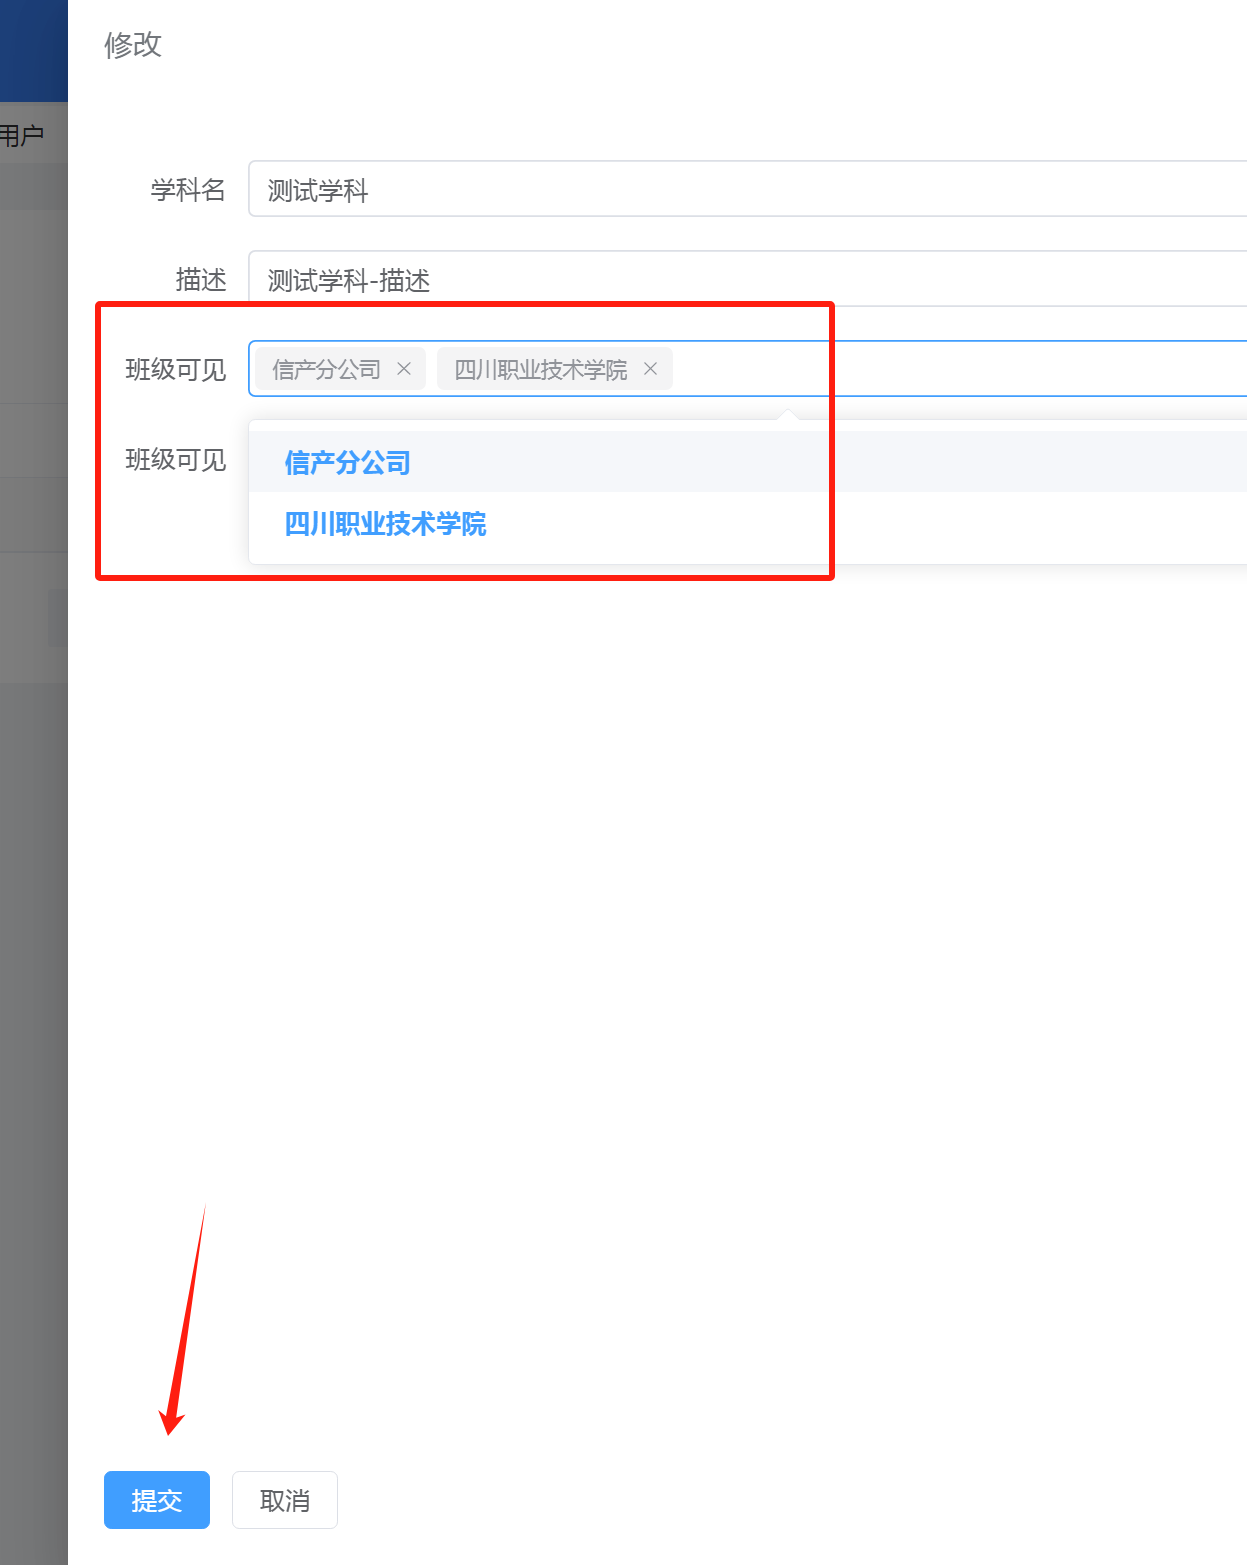 修改
用户
学科名 测试学科
描述 测试学科-描述
班级可见 信产分公司 四川职业技术学院
班级可见
信产分公司
四川职业技术学院
提交 取消